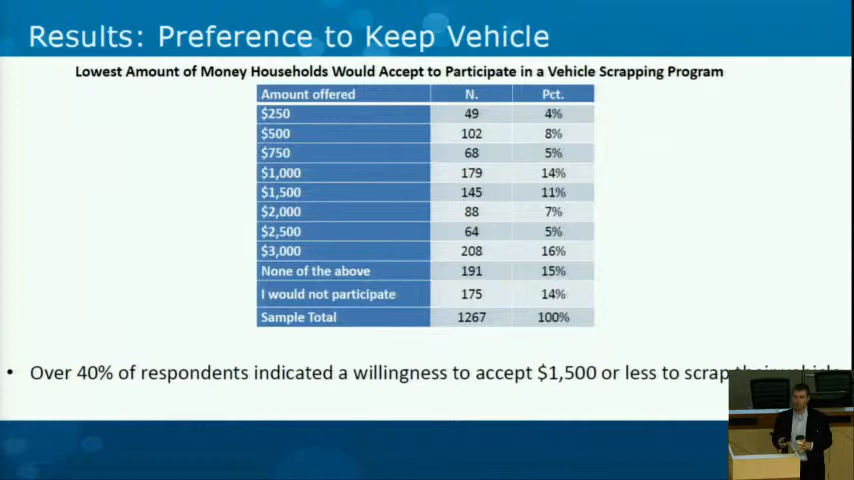 Results: Preference to Keep Vehicle
Lowest Amount of Money Households Would Accept to Participate in a Vehicle Scrapping Program
Amount offered N. Pct.
$250 49 4%
$500 102 8%
$750 68 5%
$1,000 179 14%
$1,500 145 11%
$2,000 88 7%
$2,500 64 5%
$3,000 208 16%
None of the above 191 15%
I would not participate 175 14%
Sample Total 1267 100%
• Over 40% of respondents indicated a willingness to accept $1,500 or less to scrap